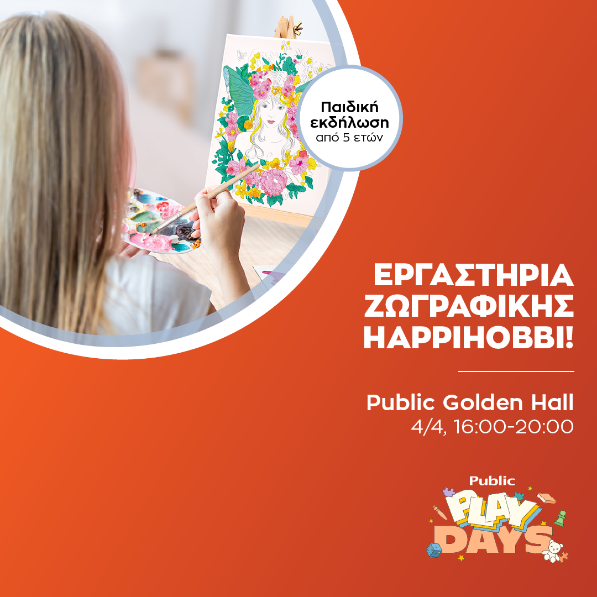 Παιδική
εκδήλωση
από 5 ετών
ΕΡΓΑΣΤΗΡΙΑ
ΖΩΓΡΑΦΙΚΗΣ
HAPPIHOBBI!
Public Golden Hall
4/4, 16:00-20:00
Public
PLAY
DAYS